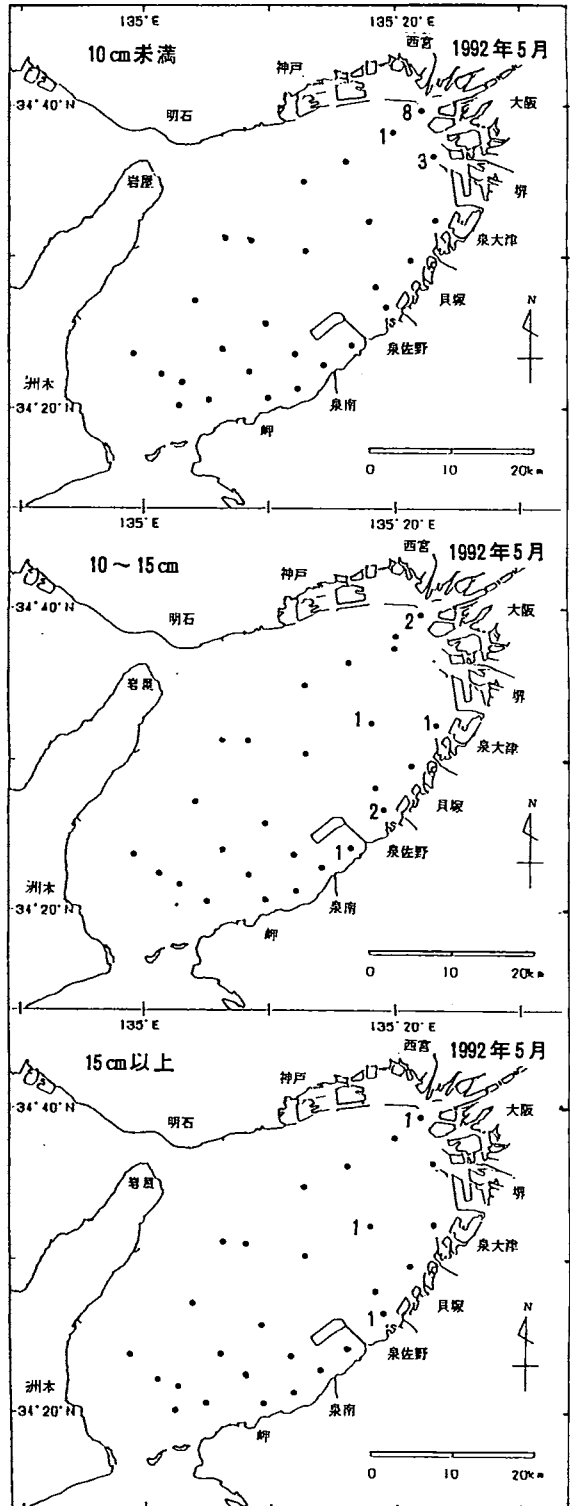 135°E
135°20'E
10cm未満
1992年5月
西宮
神戸
34°40'N
明石
大阪
8
1
岩屋
3
堺
泉大津
貝塚
N
泉佐野
洲本
泉南
34°20'N
岬
0 10 20km
135°E
135°20'E
10～15cm
1992年5月
西宮
神戸
34°40'N
明石
大阪
2
岩屋
堺
1
1
泉大津
貝塚
N
2
泉佐野
1
洲本
泉南
34°20'N
岬
0 10 20km
135°E
135°20'E
15cm以上
1992年5月
西宮
神戸
34°40'N
明石
大阪
1
岩屋
堺
1
泉大津
貝塚
N
1
泉佐野
洲本
泉南
34°20'N
岬
0 10 20km